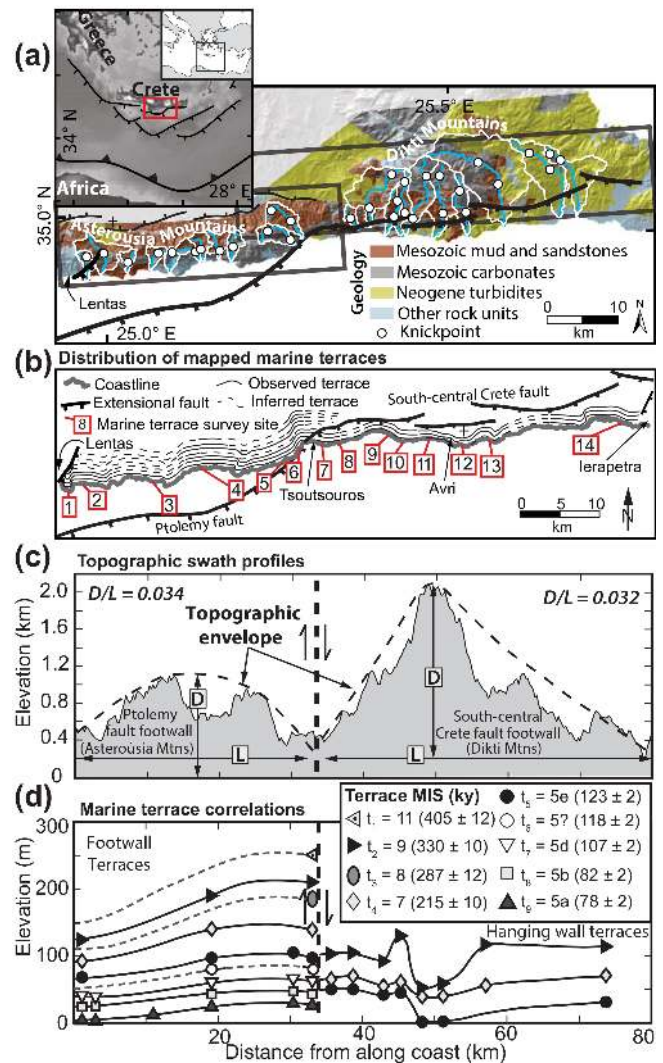 (a)
Greece
Crete
34° N
Africa
28° E
25.5° E
Dikti Mountains
35.0° N
Asterousia Mountains
Lentas
25.0° E
Geology
Mesozoic mud and sandstones
Mesozoic carbonates
Neogene turbidites
Other rock units
Knickpoint
0 10
km
N
(b) Distribution of mapped marine terraces
Coastline
Observed terrace
Extensional fault
Inferred terrace
8 Marine terrace survey site
South-central Crete fault
Lentas
1 2 3 4 5 6 7 8 9 10 11 12 13 14
Tsoutsouros
Avri
Ierapetra
Ptolemy fault
0 5 10
km
N
(c) Topographic swath profiles
D/L = 0.034
D/L = 0.032
Topographic
envelope
Elevation (km)
2.0
1.6
1.2
0.8
0.4
0
D
D
Ptolemy
fault footwall
(Asterousia Mtns)
South-central
Crete fault footwall
(Dikti Mtns)
L
L
(d) Marine terrace correlations
Terrace MIS (ky)
t₁ = 11 (405 ± 12)
t₂ = 9 (330 ± 10)
t₃ = 8 (287 ± 12)
t₄ = 7 (215 ± 10)
t₅ = 5e (123 ± 2)
t₆ = 5? (118 ± 2)
t₇ = 5d (107 ± 2)
t₈ = 5b (82 ± 2)
t₉ = 5a (78 ± 2)
Footwall
Terraces
Hanging wall terraces
Elevation (m)
300
200
100
0
0 20 40 60 80
Distance from along coast (km)